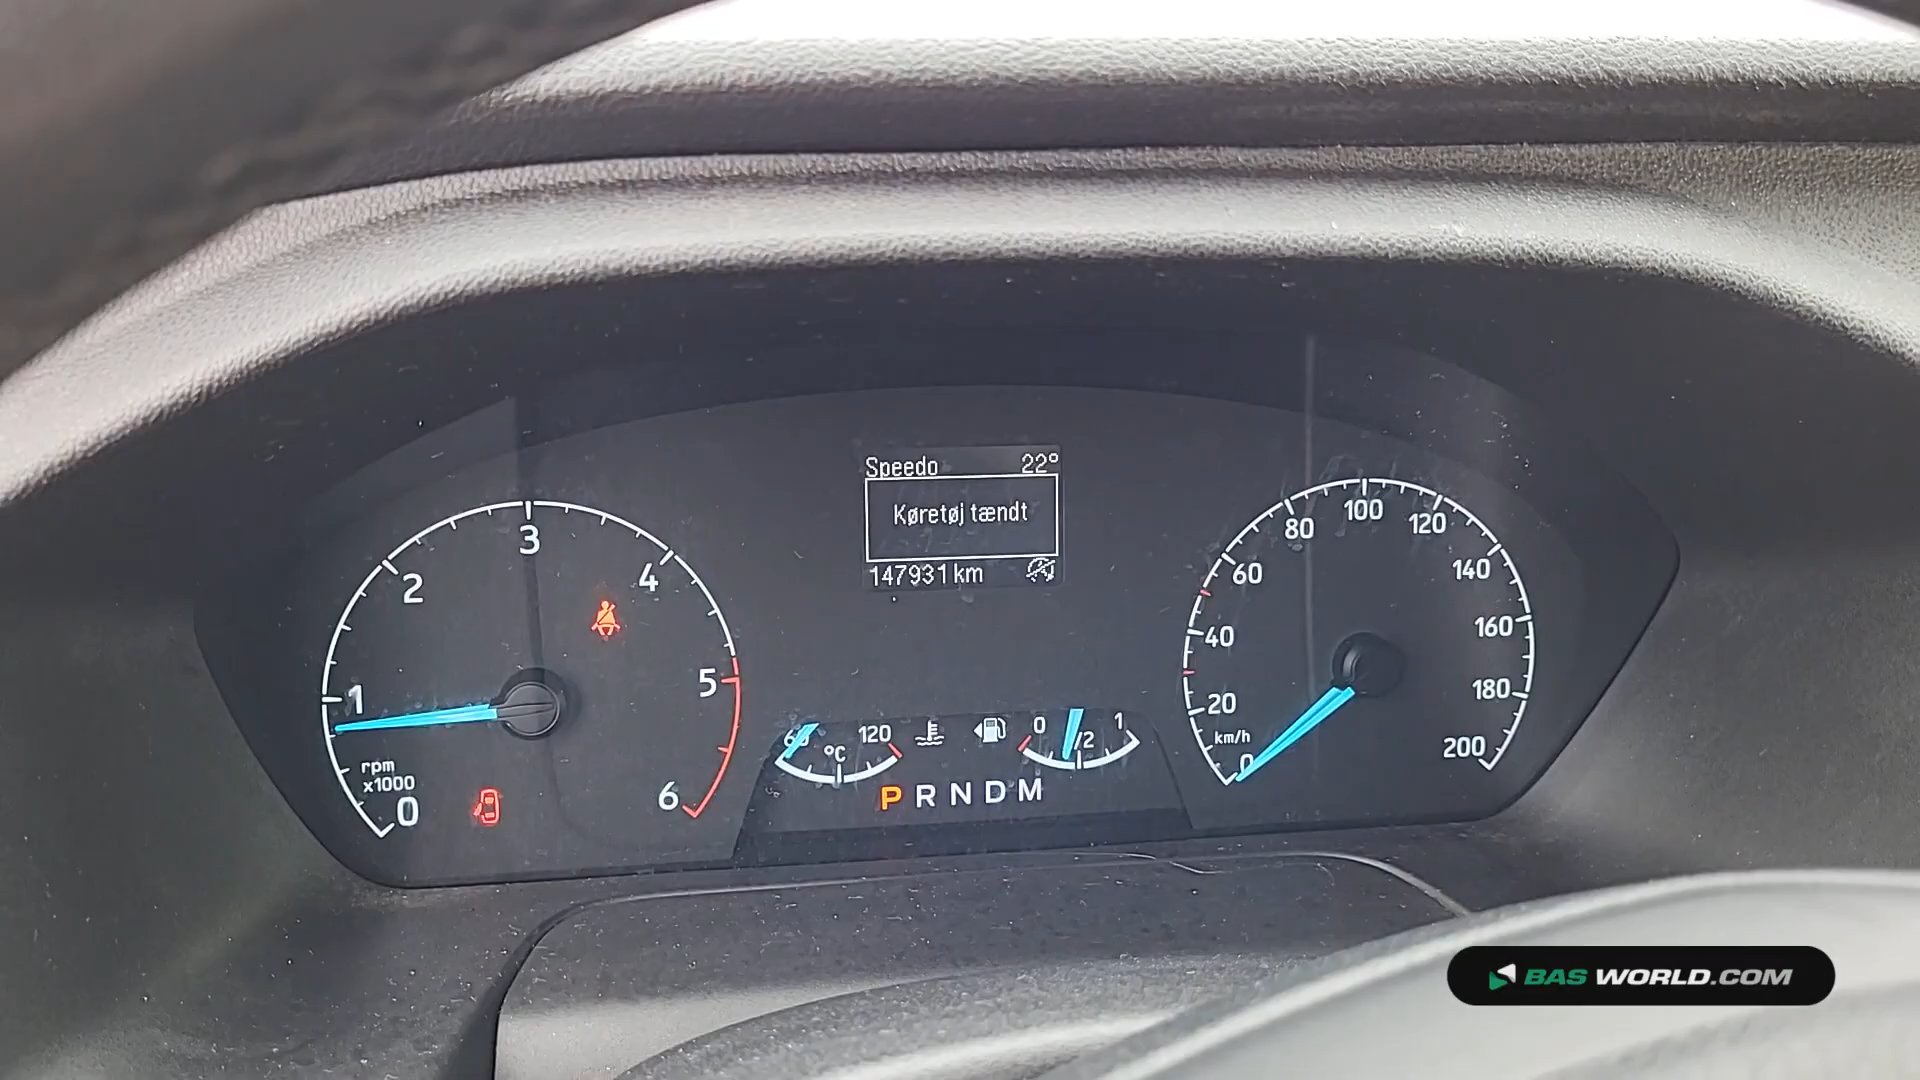 Speedo 22°
Køretøj tændt
147931 km
0 1 2 3 4 5 6
rpm
x1000
0 20 40 60 80 100 120 140 160 180 200
km/h
60 120
°C
0 1/2 1
P R N D M
BAS WORLD.COM